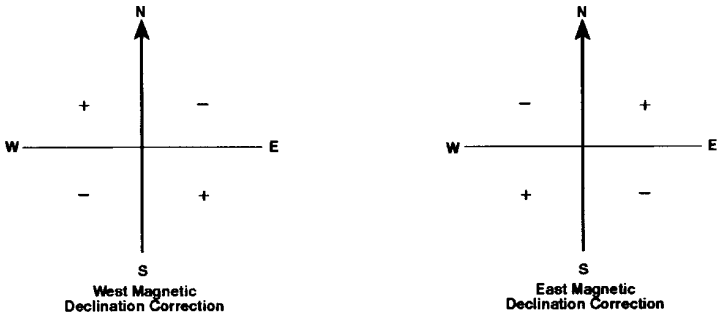 N
N
+
−
−
+
W
E
W
E
−
+
+
−
S
S
West Magnetic
Declination Correction
East Magnetic
Declination Correction